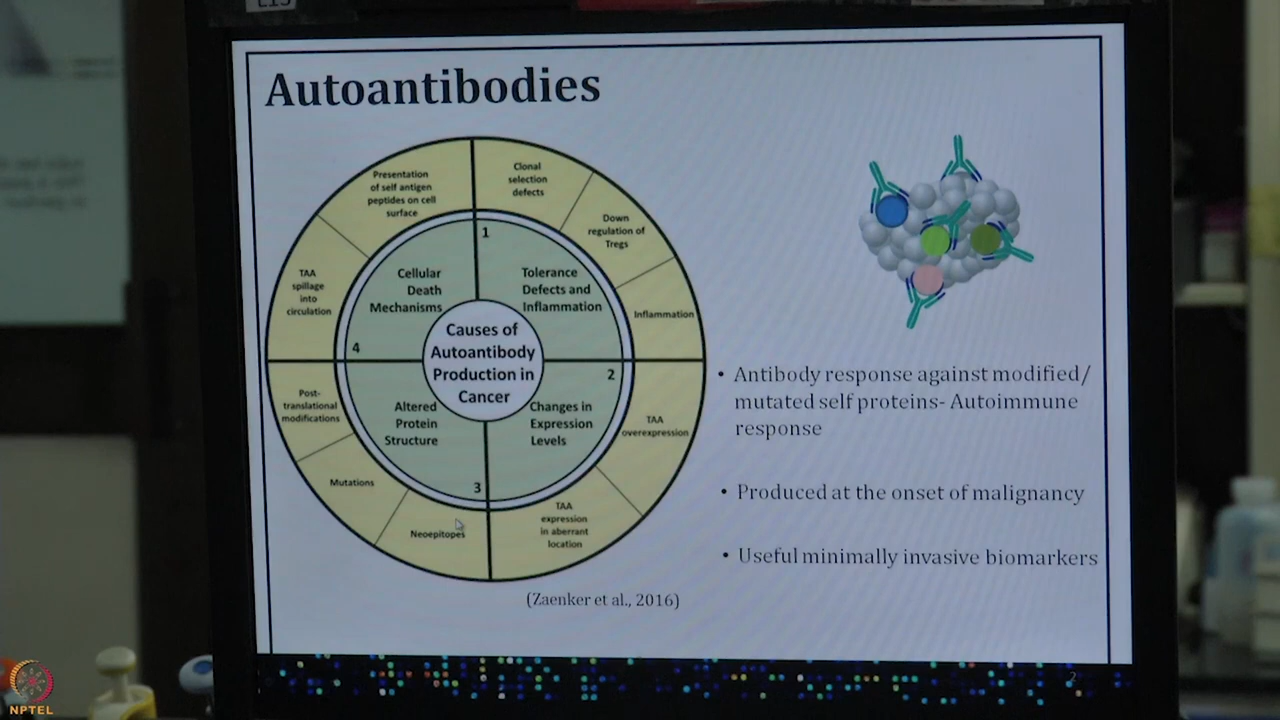 E15
Autoantibodies
Presentation
of self antigen
peptides on cell
surface
Clonal
selection
defects
Down
regulation of
Tregs
Inflammation
TAA
spillage
into
circulation
1
Cellular
Death
Mechanisms
Tolerance
Defects and
Inflammation
4
Causes of
Autoantibody
Production in
Cancer
2
Post-
translational
modifications
Altered
Protein
Structure
Changes in
Expression
Levels
TAA
overexpression
Mutations
3
Neoepitopes
TAA
expression
in aberrant
location
(Zaenker et al., 2016)
• Antibody response against modified/
mutated self proteins- Autoimmune
response
• Produced at the onset of malignancy
• Useful minimally invasive biomarkers
2
NPTEL